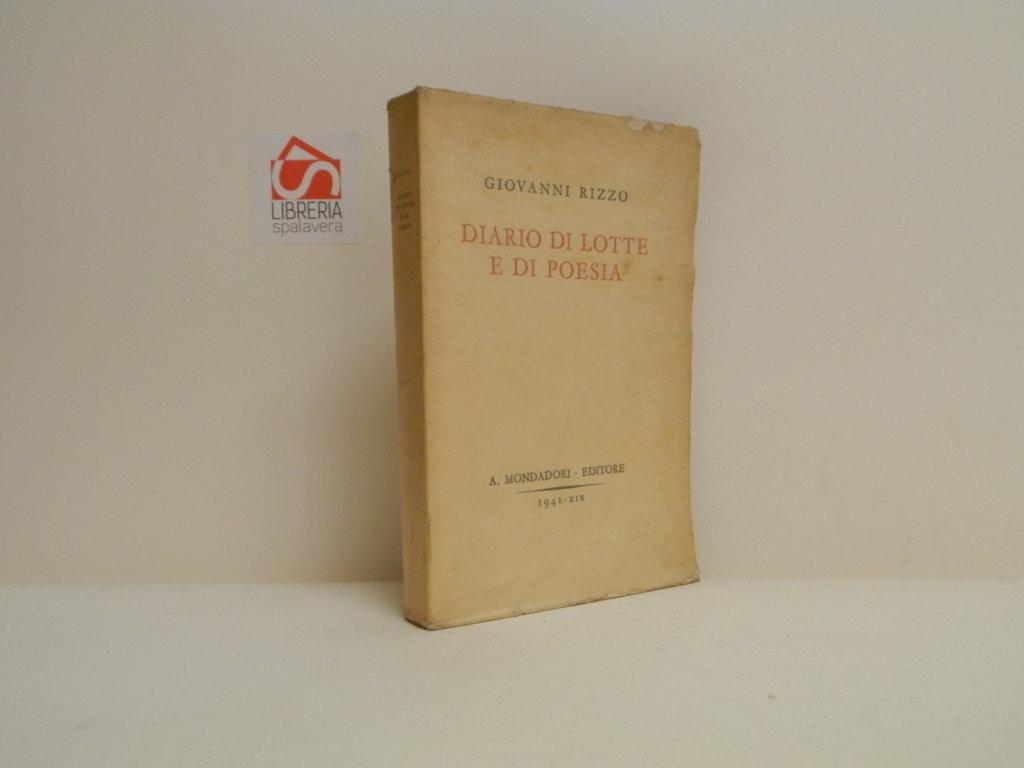 LIBRERIA
spalavera
GIOVANNI RIZZO
DIARIO DI LOTTE
E DI POESIA
A. MONDADORI · EDITORE
1941 · XIX